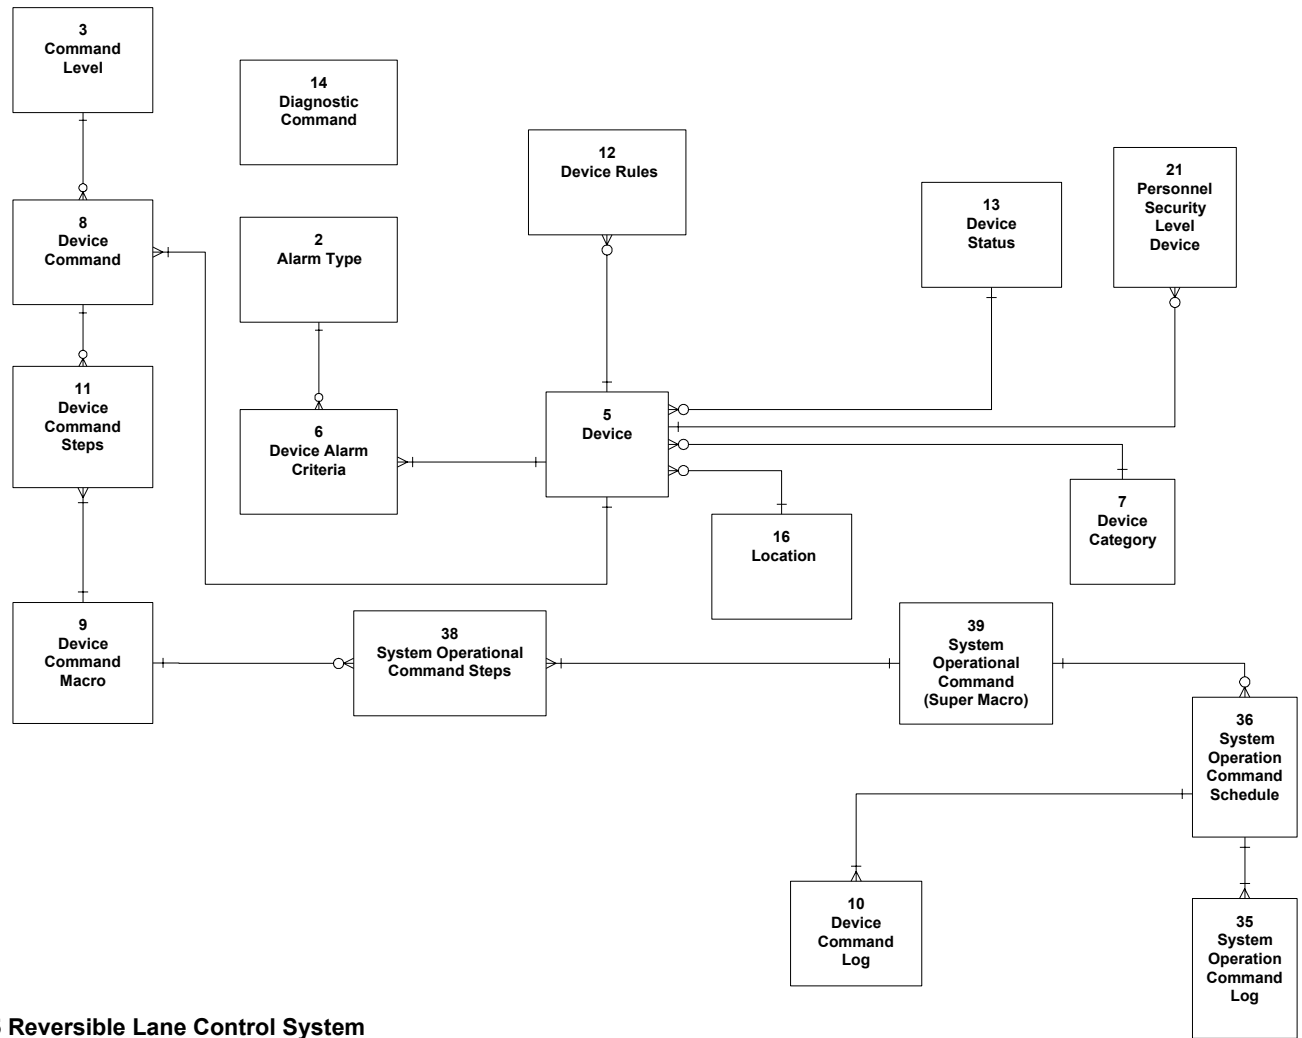 3
Command
Level
14
Diagnostic
Command
12
Device Rules
21
Personnel
Security
Level
Device
13
Device
Status
8
Device
Command
2
Alarm Type
11
Device
Command
Steps
6
Device Alarm
Criteria
5
Device
7
Device
Category
16
Location
9
Device
Command
Macro
38
System Operational
Command Steps
39
System
Operational
Command
(Super Macro)
36
System
Operation
Command
Schedule
10
Device
Command
Log
35
System
Operation
Command
Log
Reversible Lane Control System